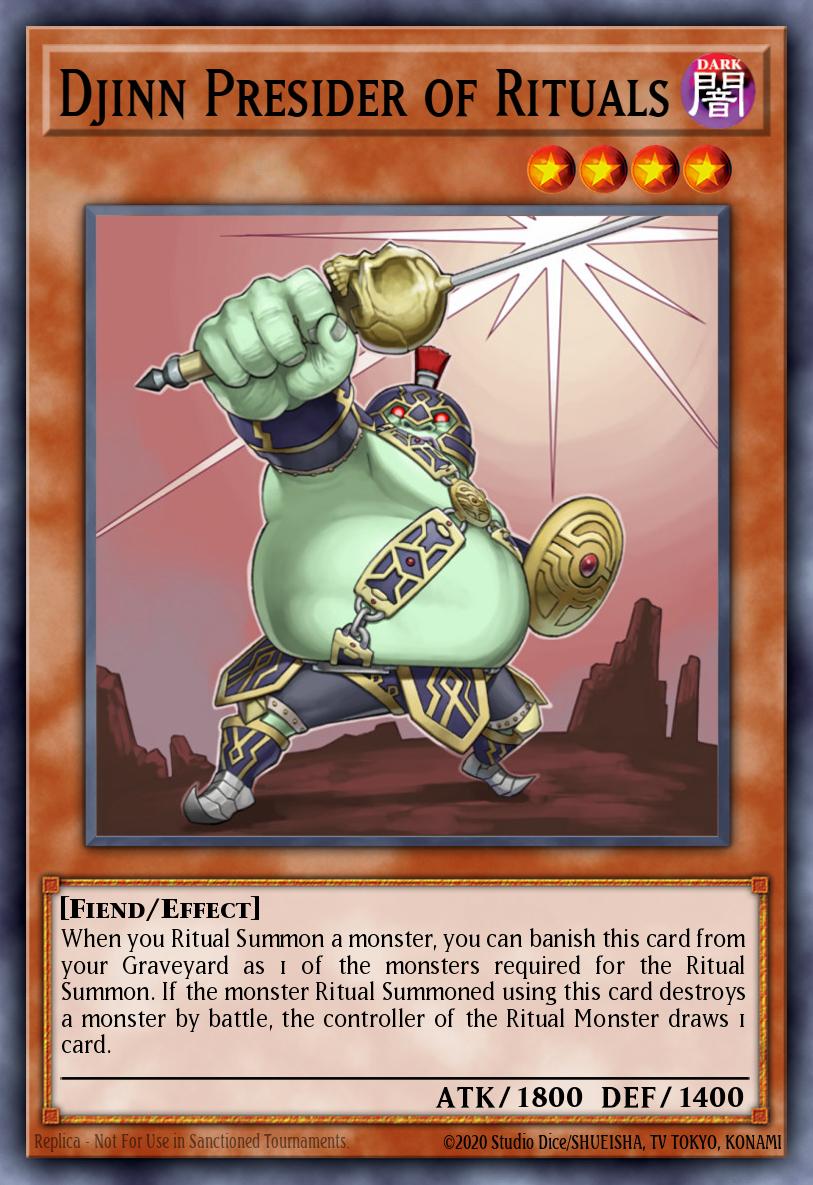 Djinn Presider of Rituals
DARK
闇
[Fiend/Effect]
When you Ritual Summon a monster, you can banish this card from
your Graveyard as 1 of the monsters required for the Ritual
Summon. If the monster Ritual Summoned using this card destroys
a monster by battle, the controller of the Ritual Monster draws 1
card.
ATK/1800 DEF/1400
Replica - Not For Use in Sanctioned Tournaments.
©2020 Studio Dice/SHUEISHA, TV TOKYO, KONAMI